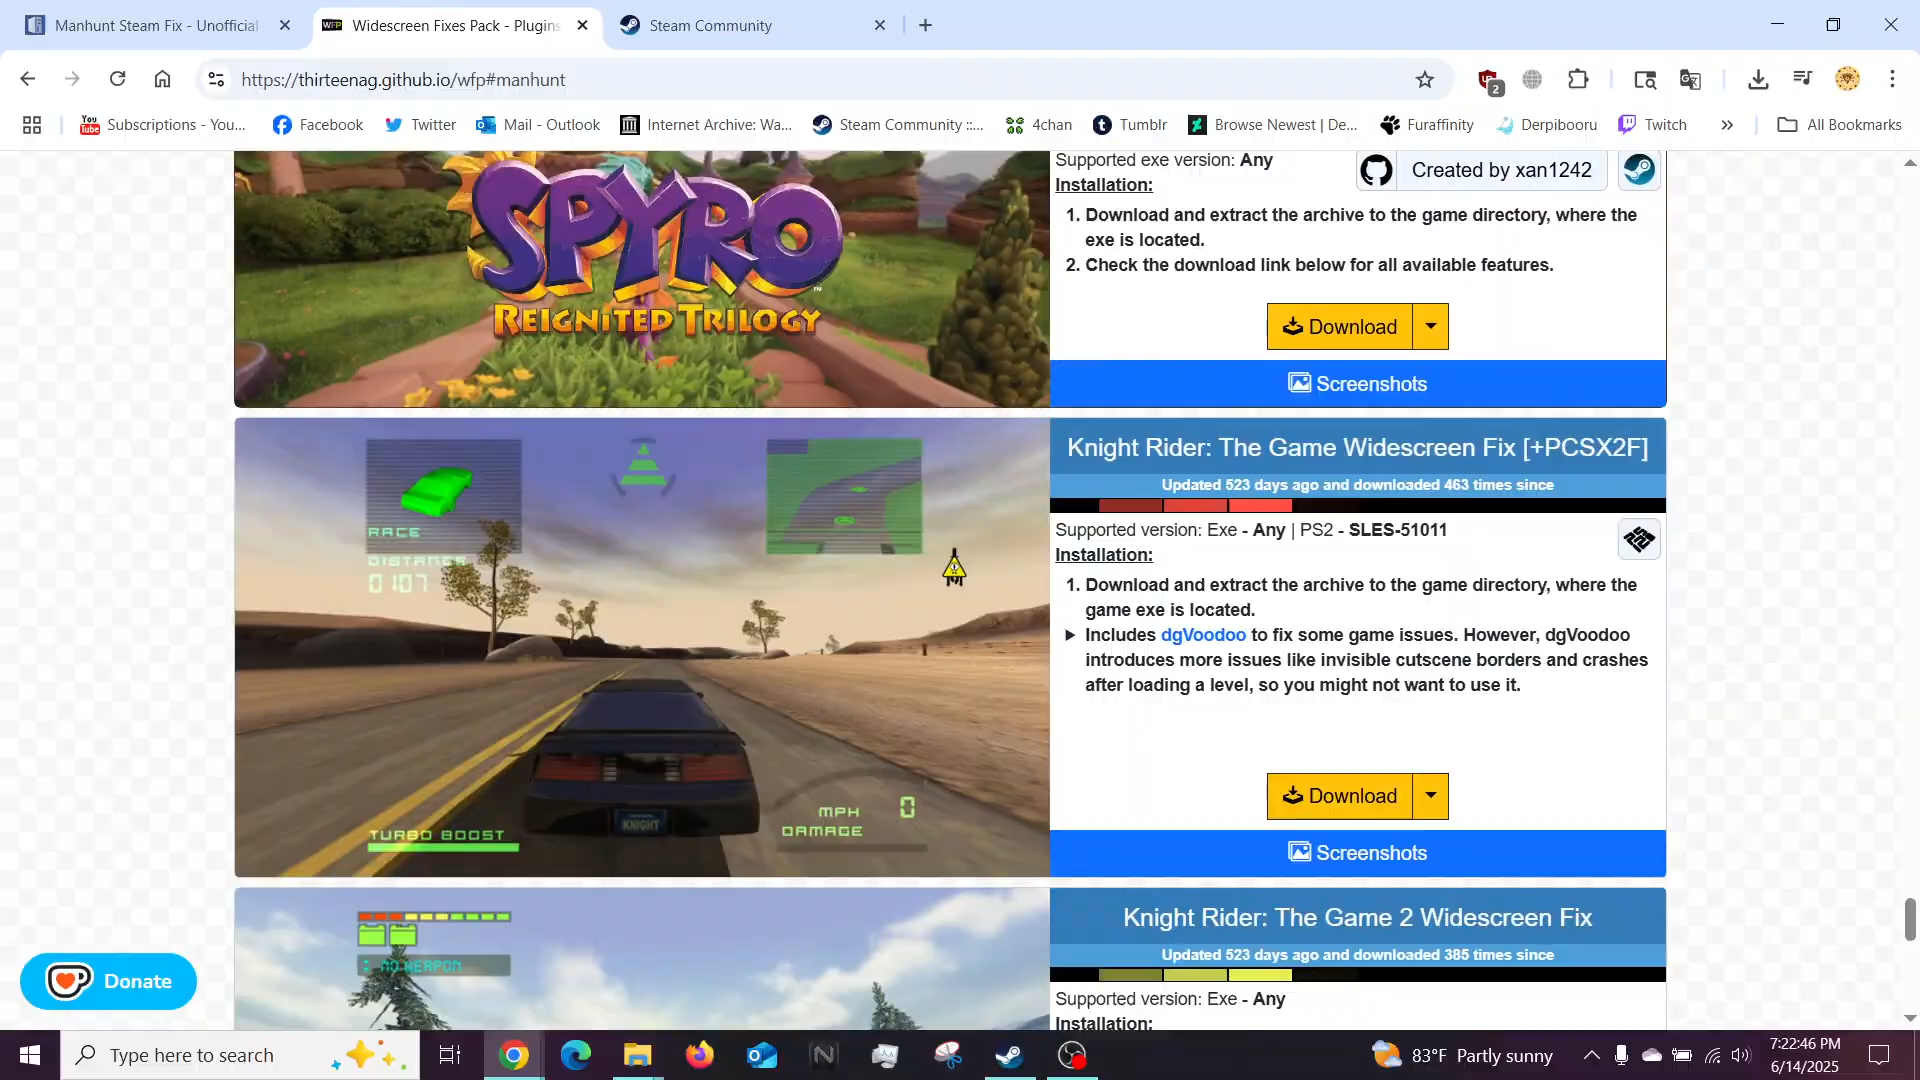 Manhunt Steam Fix - Unofficial
Widescreen Fixes Pack - Plugins
Steam Community
https://thirteenag.github.io/wfp#manhunt
2
Subscriptions - You...
Facebook
Twitter
Mail - Outlook
Internet Archive: Wa...
Steam Community ::...
4chan
Tumblr
Browse Newest | De...
Furaffinity
Derpibooru
Twitch
All Bookmarks
SPYRO
REIGNITED TRILOGY
Supported exe version: Any
Created by xan1242
Installation:
1. Download and extract the archive to the game directory, where the
exe is located.
2. Check the download link below for all available features.
Download
Screenshots
RACE
DISTANCE
0107
MPH 0
DAMAGE
TURBO BOOST
KNIGHT
Knight Rider: The Game Widescreen Fix [+PCSX2F]
Updated 523 days ago and downloaded 463 times since
Supported version: Exe - Any | PS2 - SLES-51011
Installation:
1. Download and extract the archive to the game directory, where the
game exe is located.
Includes dgVoodoo to fix some game issues. However, dgVoodoo
introduces more issues like invisible cutscene borders and crashes
after loading a level, so you might not want to use it.
Download
Screenshots
: NO WEAPON
Knight Rider: The Game 2 Widescreen Fix
Updated 523 days ago and downloaded 385 times since
Supported version: Exe - Any
Installation:
Donate
Type here to search
83°F Partly sunny
7:22:46 PM
6/14/2025